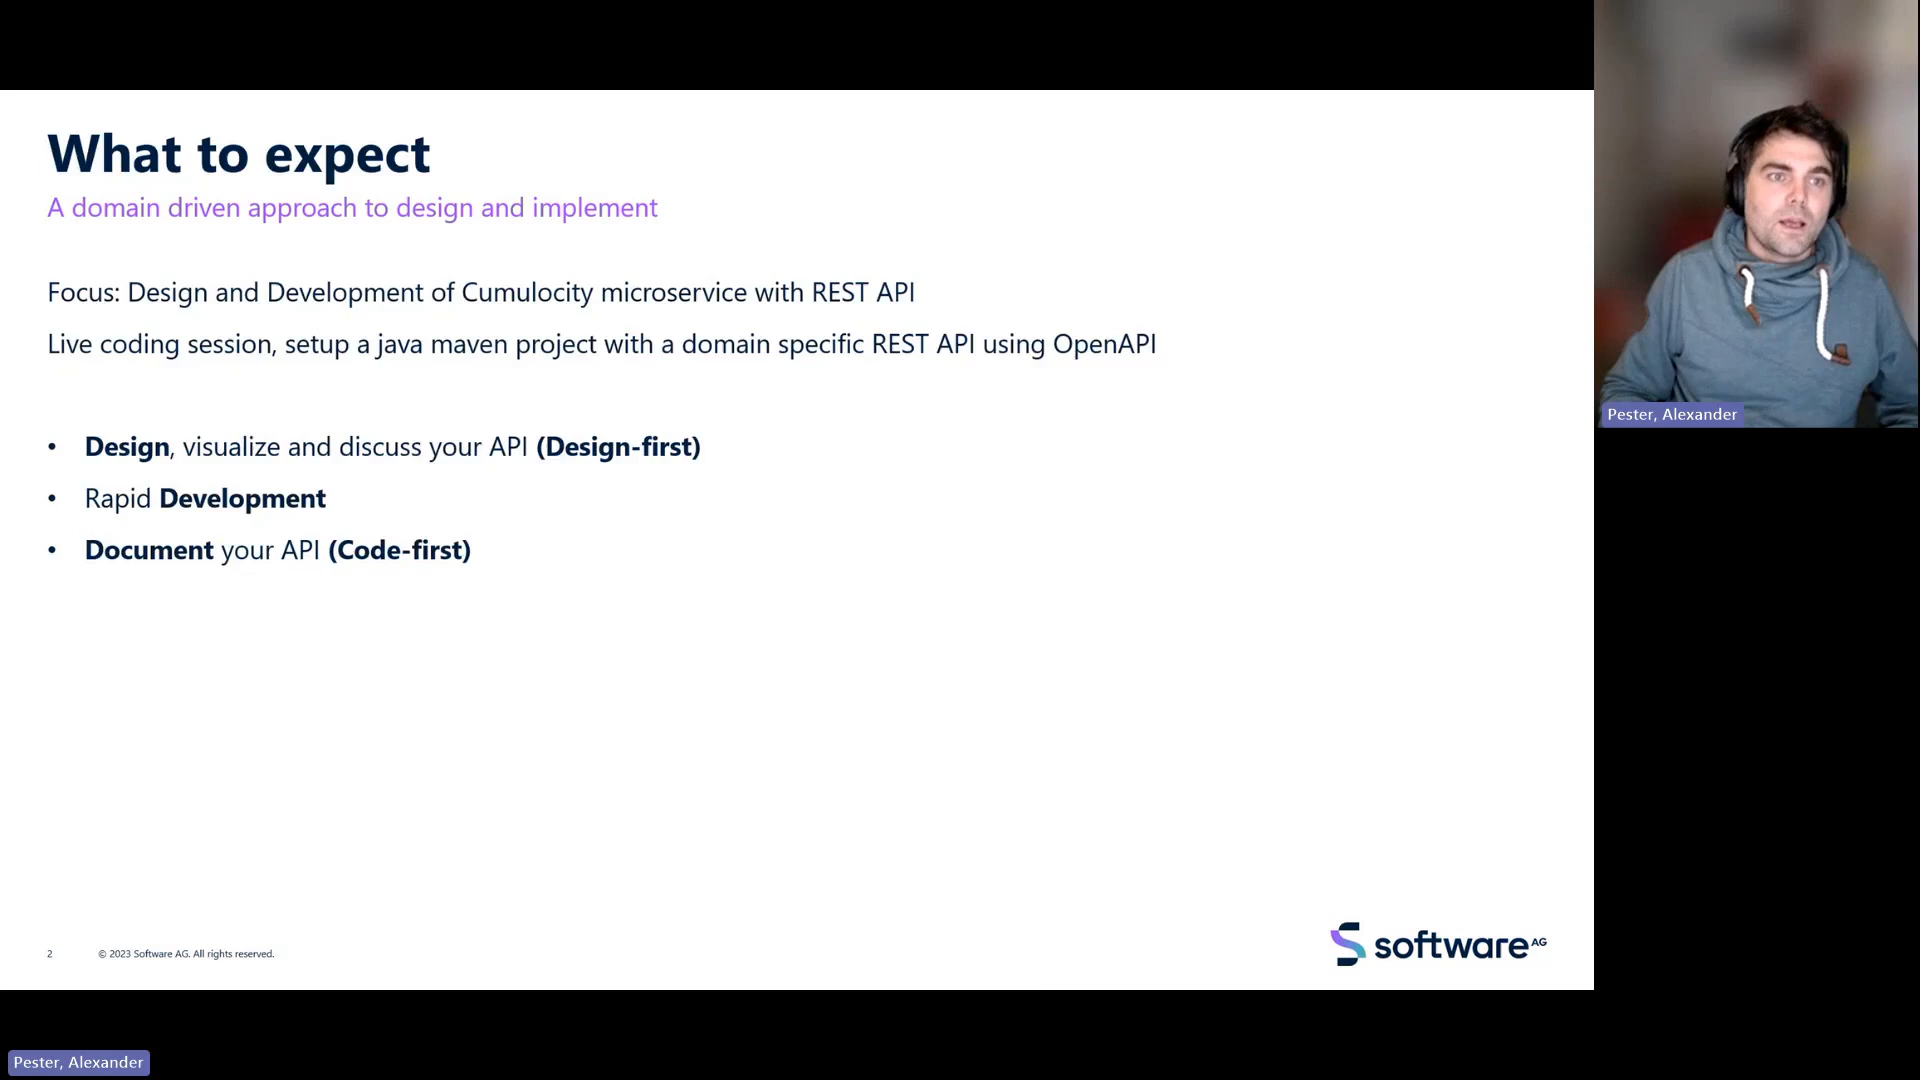 What to expect
A domain driven approach to design and implement
Focus: Design and Development of Cumulocity microservice with REST API
Live coding session, setup a java maven project with a domain specific REST API using OpenAPI
• Design, visualize and discuss your API (Design-first)
• Rapid Development
• Document your API (Code-first)
2 © 2023 Software AG. All rights reserved.
software AG
Pester, Alexander
Pester, Alexander